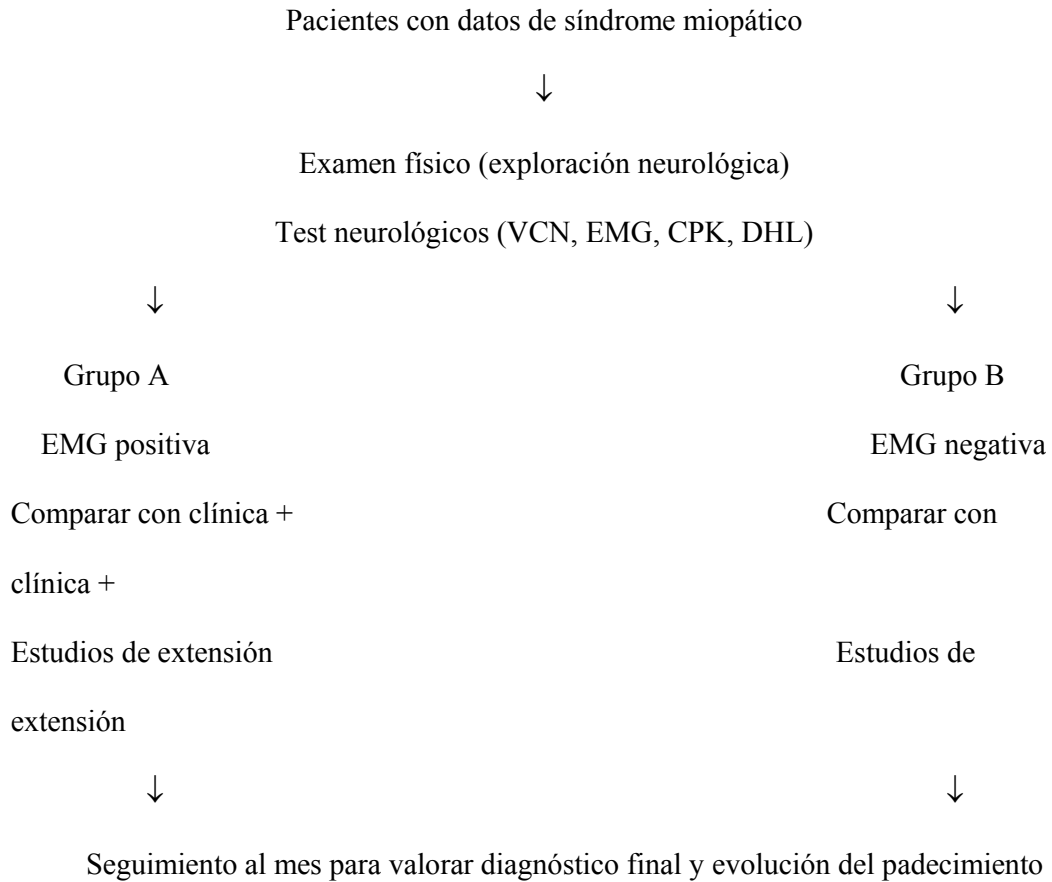 Pacientes con datos de síndrome miopático
↓
Examen físico (exploración neurológica)
Test neurológicos (VCN, EMG, CPK, DHL)
↓ ↓
Grupo A Grupo B
EMG positiva EMG negativa
Comparar con clínica + Comparar con
clínica +
Estudios de extensión Estudios de
extensión
↓ ↓
Seguimiento al mes para valorar diagnóstico final y evolución del padecimiento